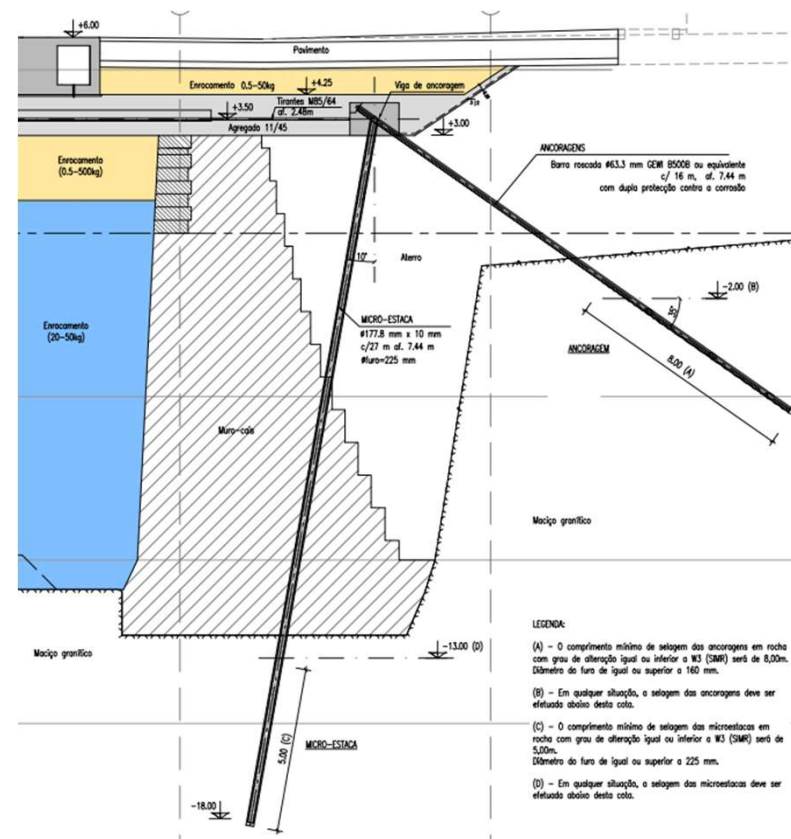 +6.00
Pavimento
Enrocamento 0.5-50kg
+4.25
Viga de ancoragem
Tirantes M85/64
af. 2.48m
+3.50
Agregado 11/45
+3.00
Enrocamento
(0.5-500kg)
ANCORAGENS
Barra roscada ø63.3 mm GEWI B500B ou equivalente
c/ 16 m, af. 7.44 m
com dupla protecção contra a corrosão
10°
Aterro
-2.00 (B)
MICRO-ESTACA
ø177.8 mm x 10 mm
c/27 m af. 7.44 m
øfuro=225 mm
Enrocamento
(20-50kg)
ANCORAGEM
8.00 (A)
Muro-cais
Maciço granítico
Maciço granítico
-13.00 (D)
5.00 (C)
MICRO-ESTACA
-18.00
LEGENDA:
(A) - O comprimento mínimo de selagem das ancoragens em rocha
com grau de alteração igual ou inferior a W3 (SIMR) será de 8,00m.
Diâmetro do furo de igual ou superior a 160 mm.
(B) - Em qualquer situação, a selagem das ancoragens deve ser
efetuada abaixo desta cota.
(C) - O comprimento mínimo de selagem das microestacas em
rocha com grau de alteração igual ou inferior a W3 (SIMR) será de
5,00m.
Diâmetro do furo de igual ou superior a 225 mm.
(D) - Em qualquer situação, a selagem das microestacas deve ser
efetuada abaixo desta cota.